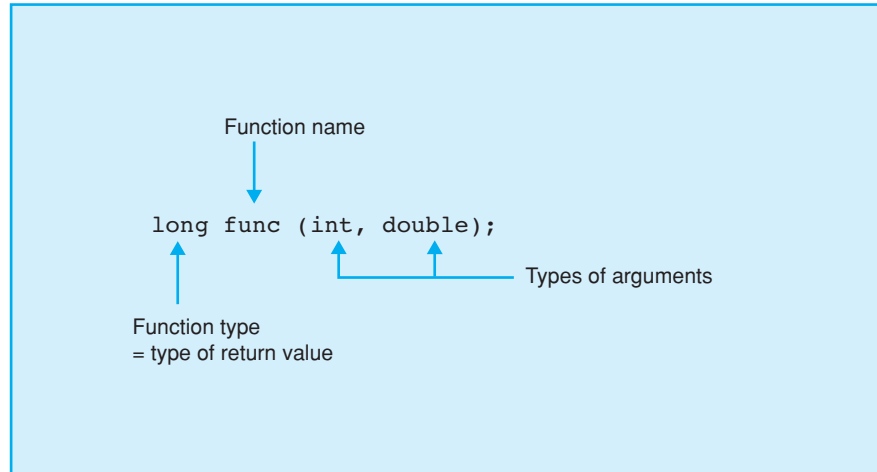 Function name
long func (int, double);
Types of arguments
Function type
= type of return value